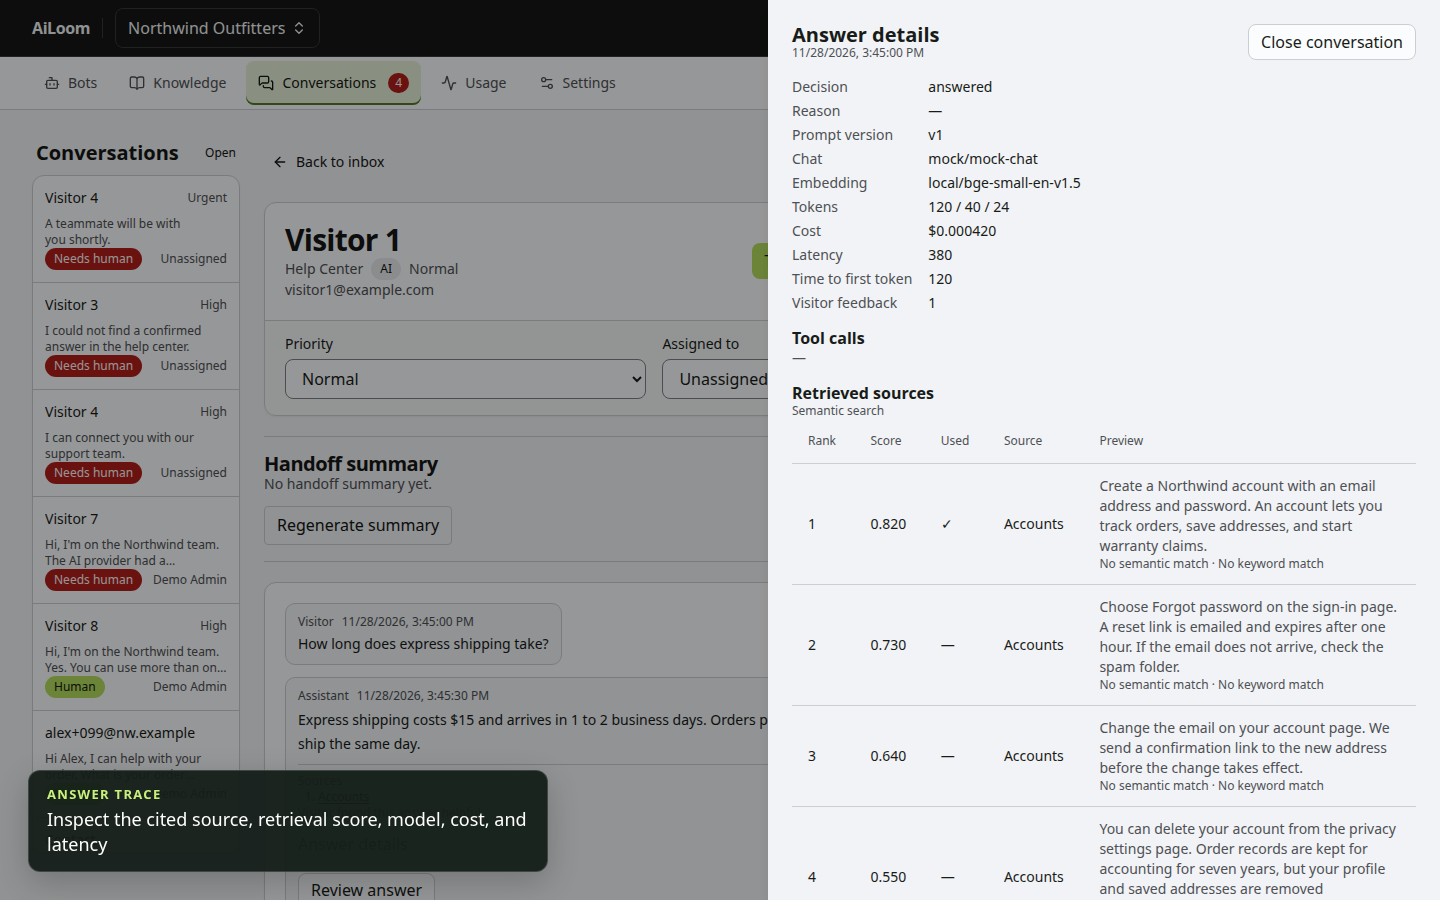 AiLoom
Northwind Outfitters
Bots
Knowledge
Conversations 4
Usage
Settings
Conversations Open
Visitor 4 Urgent
A teammate will be with
you shortly.
Needs human Unassigned
Visitor 3 High
I could not find a confirmed
answer in the help center.
Needs human Unassigned
Visitor 4 High
I can connect you with our
support team.
Needs human Unassigned
Visitor 7
Hi, I'm on the Northwind team.
The AI provider had a...
Needs human Demo Admin
Visitor 8 High
Hi, I'm on the Northwind team.
Yes. You can use more than on...
Human Demo Admin
alex+099@nw.example
Hi Alex, I can help with your
Back to inbox
Visitor 1
Help Center AI Normal
visitor1@example.com
Priority
Normal
Assigned to
Unassigned
Handoff summary
No handoff summary yet.
Regenerate summary
Visitor 11/28/2026, 3:45:00 PM
How long does express shipping take?
Assistant 11/28/2026, 3:45:30 PM
Express shipping costs $15 and arrives in 1 to 2 business days. Orders p
ship the same day.
Review answer
ANSWER TRACE
Inspect the cited source, retrieval score, model, cost, and
latency
Answer details
11/28/2026, 3:45:00 PM
Close conversation
Decision answered
Reason —
Prompt version v1
Chat mock/mock-chat
Embedding local/bge-small-en-v1.5
Tokens 120 / 40 / 24
Cost $0.000420
Latency 380
Time to first token 120
Visitor feedback 1
Tool calls
—
Retrieved sources
Semantic search
Rank Score Used Source Preview
1 0.820 ✓ Accounts
Create a Northwind account with an email
address and password. An account lets you
track orders, save addresses, and start
warranty claims.
No semantic match · No keyword match
2 0.730 — Accounts
Choose Forgot password on the sign-in page.
A reset link is emailed and expires after one
hour. If the email does not arrive, check the
spam folder.
No semantic match · No keyword match
3 0.640 — Accounts
Change the email on your account page. We
send a confirmation link to the new address
before the change takes effect.
No semantic match · No keyword match
4 0.550 — Accounts
You can delete your account from the privacy
settings page. Order records are kept for
accounting for seven years, but your profile
and saved addresses are removed